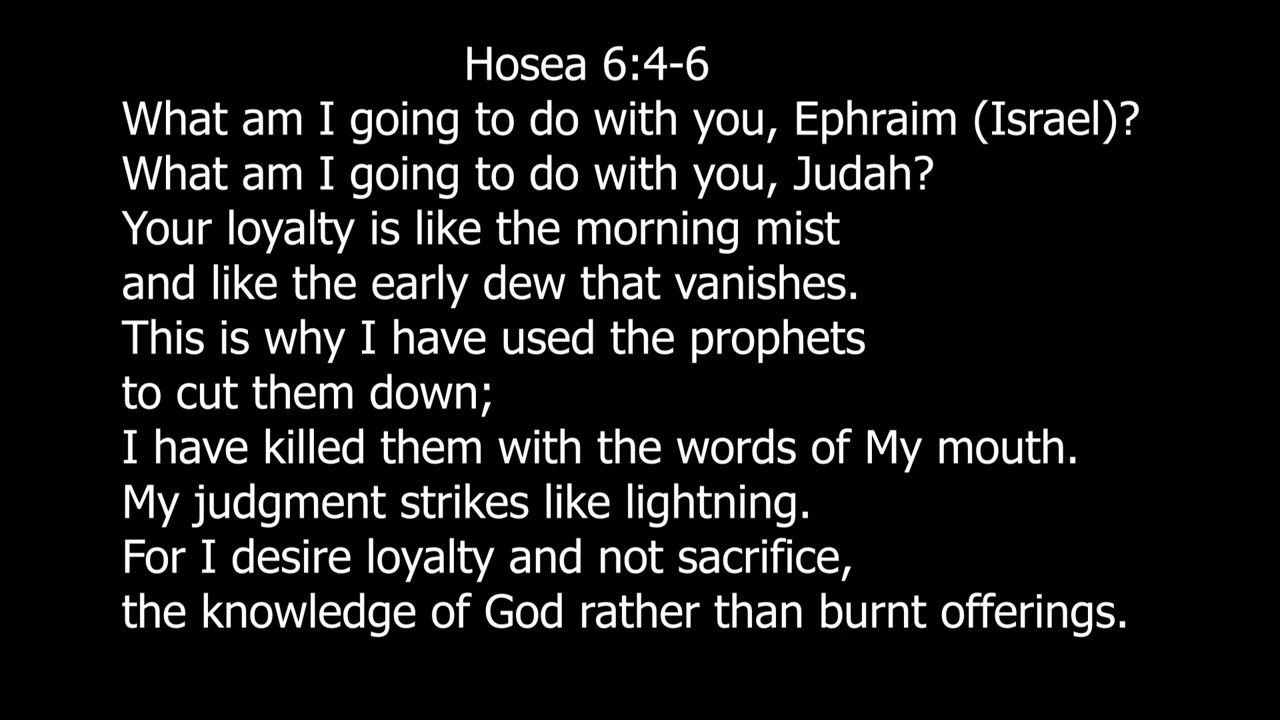 Hosea 6:4-6
What am I going to do with you, Ephraim (Israel)?
What am I going to do with you, Judah?
Your loyalty is like the morning mist
and like the early dew that vanishes.
This is why I have used the prophets
to cut them down;
I have killed them with the words of My mouth.
My judgment strikes like lightning.
For I desire loyalty and not sacrifice,
the knowledge of God rather than burnt offerings.